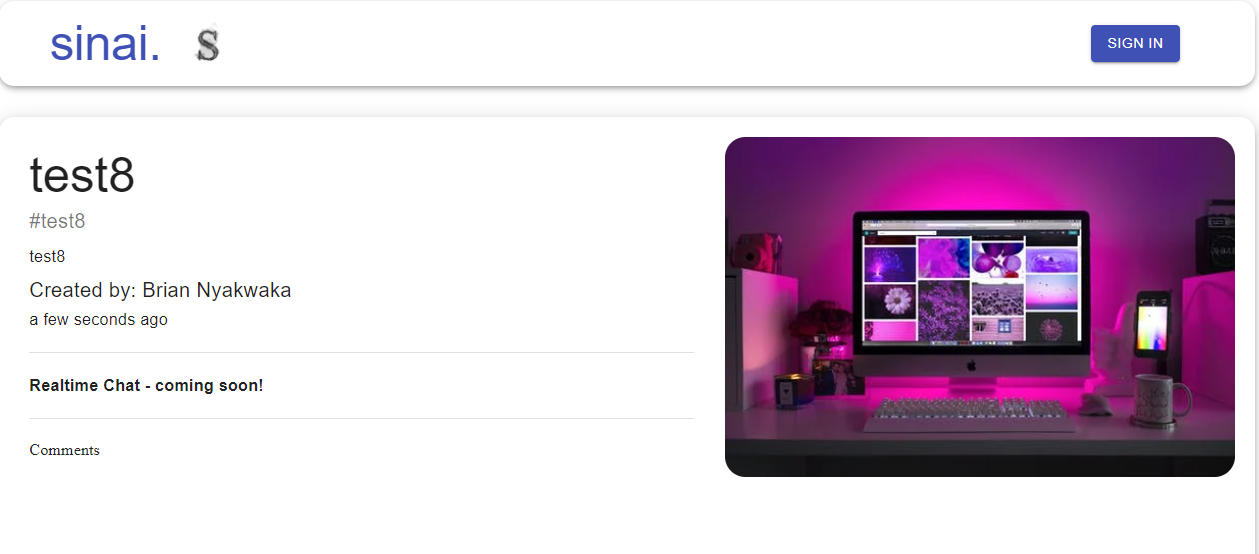 sinai. S
SIGN IN
test8
#test8
test8
Created by: Brian Nyakwaka
a few seconds ago
Realtime Chat - coming soon!
Comments